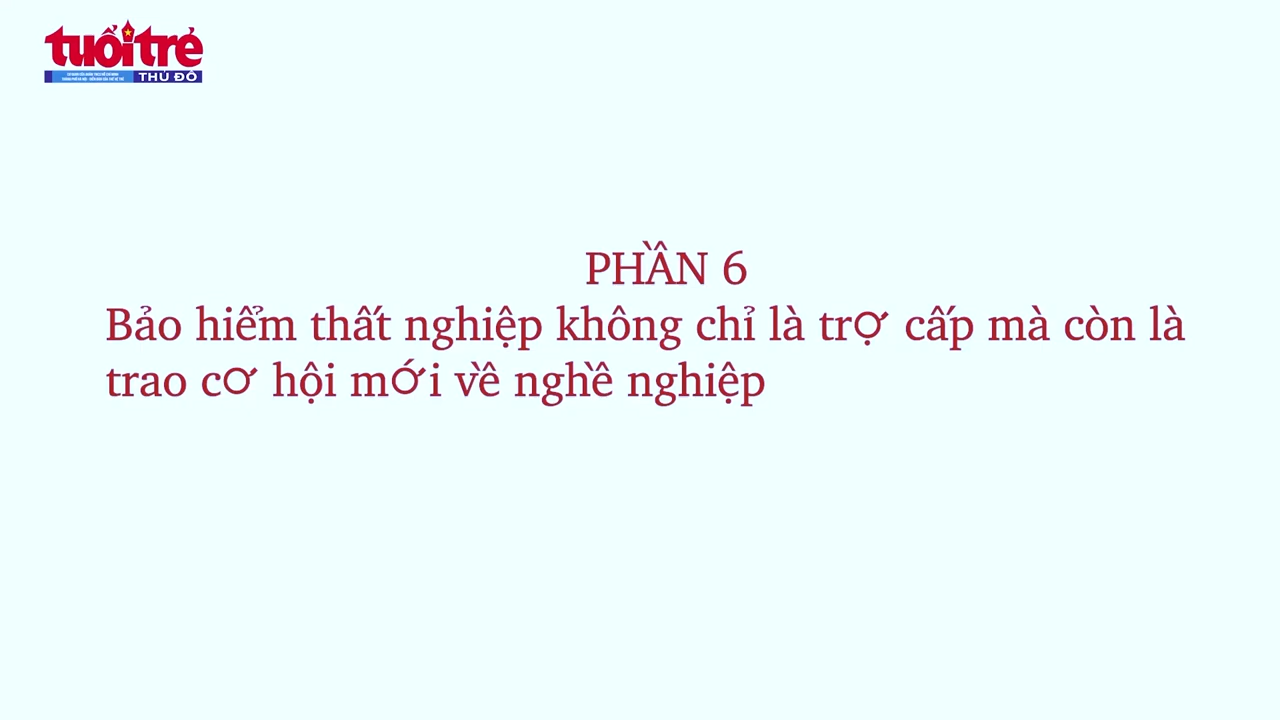 tuổi trẻ
THỦ ĐÔ
PHẦN 6
Bảo hiểm thất nghiệp không chỉ là trợ cấp mà còn là
trao cơ hội mới về nghề nghiệp